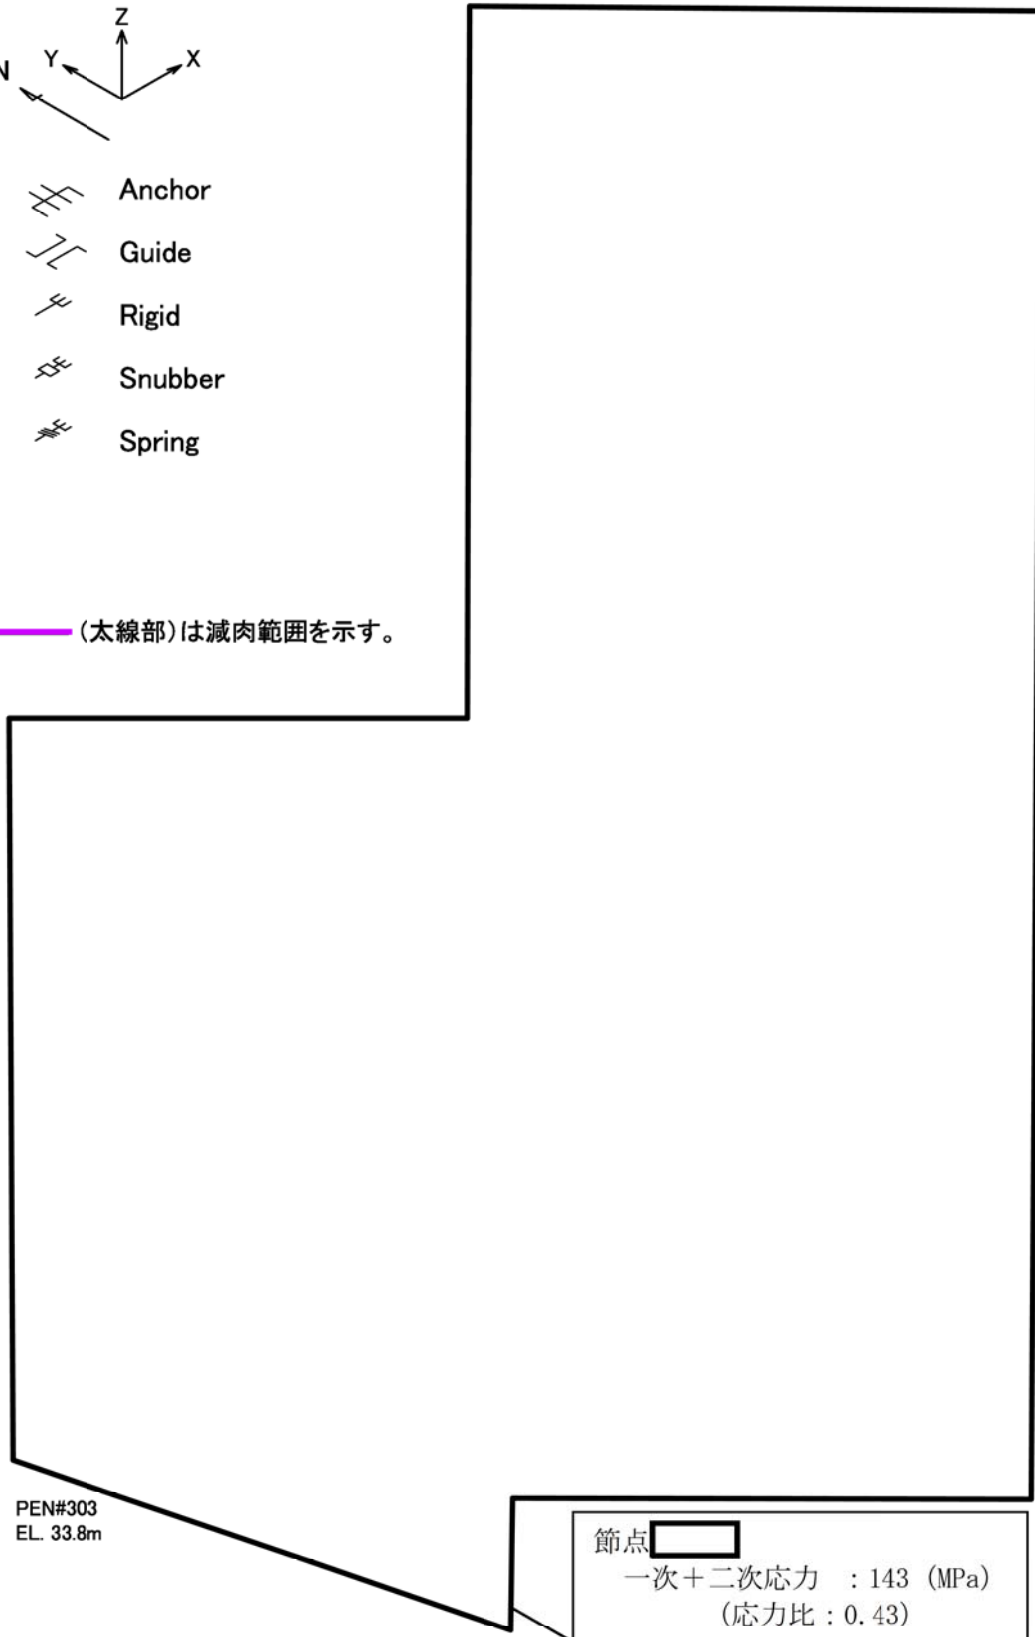 Z
Y
X
N
Anchor
Guide
Rigid
Snubber
Spring
(太線部)は減肉範囲を示す。
PEN#303
EL. 33.8m
節点
一次＋二次応力 : 143 (MPa)
(応力比 : 0.43)